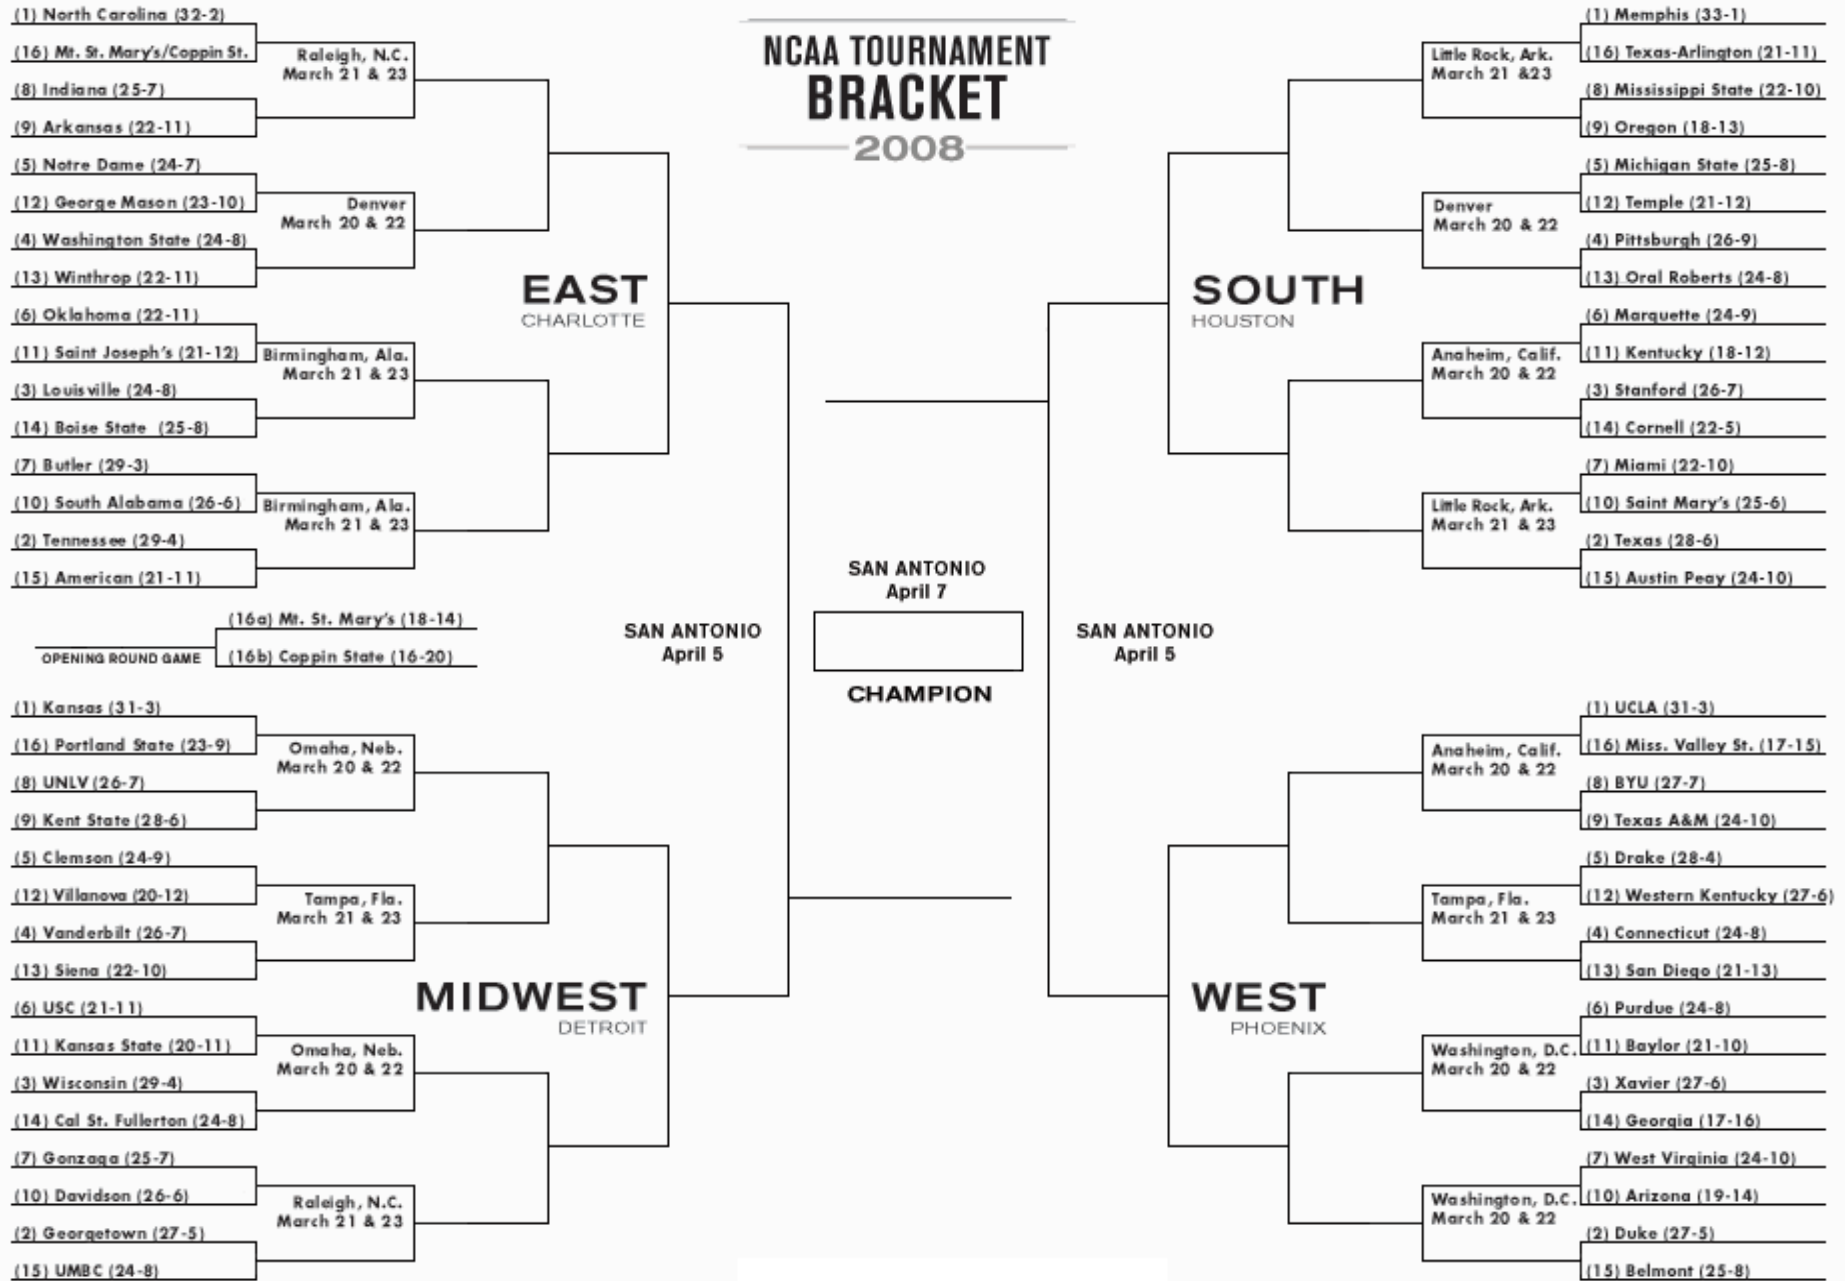 NCAA TOURNAMENT
BRACKET
2008
(1) North Carolina (32-2)
(16) Mt. St. Mary's/Coppin St.
Raleigh, N.C.
March 21 & 23
(8) Indiana (25-7)
(9) Arkansas (22-11)
(5) Notre Dame (24-7)
(12) George Mason (23-10)
Denver
March 20 & 22
(4) Washington State (24-8)
(13) Winthrop (22-11)
EAST
CHARLOTTE
(6) Oklahoma (22-11)
(11) Saint Joseph's (21-12)
Birmingham, Ala.
March 21 & 23
(3) Louisville (24-8)
(14) Boise State (25-8)
(7) Butler (29-3)
(10) South Alabama (26-6)
Birmingham, Ala.
March 21 & 23
(2) Tennessee (29-4)
(15) American (21-11)
(16a) Mt. St. Mary's (18-14)
OPENING ROUND GAME
(16b) Coppin State (16-20)
SAN ANTONIO
April 5
(1) Kansas (31-3)
(16) Portland State (23-9)
Omaha, Neb.
March 20 & 22
(8) UNLV (26-7)
(9) Kent State (28-6)
(5) Clemson (24-9)
(12) Villanova (20-12)
Tampa, Fla.
March 21 & 23
(4) Vanderbilt (26-7)
(13) Siena (22-10)
MIDWEST
DETROIT
(6) USC (21-11)
(11) Kansas State (20-11)
Omaha, Neb.
March 20 & 22
(3) Wisconsin (29-4)
(14) Cal St. Fullerton (24-8)
(7) Gonzaga (25-7)
(10) Davidson (26-6)
Raleigh, N.C.
March 21 & 23
(2) Georgetown (27-5)
(15) UMBC (24-8)
SAN ANTONIO
April 7
CHAMPION
(1) Memphis (33-1)
Little Rock, Ark.
March 21 &23
(16) Texas-Arlington (21-11)
(8) Mississippi State (22-10)
(9) Oregon (18-13)
(5) Michigan State (25-8)
Denver
March 20 & 22
(12) Temple (21-12)
(4) Pittsburgh (26-9)
(13) Oral Roberts (24-8)
SOUTH
HOUSTON
(6) Marquette (24-9)
Anaheim, Calif.
March 20 & 22
(11) Kentucky (18-12)
(3) Stanford (26-7)
(14) Cornell (22-5)
(7) Miami (22-10)
Little Rock, Ark.
March 21 & 23
(10) Saint Mary's (25-6)
(2) Texas (28-6)
(15) Austin Peay (24-10)
SAN ANTONIO
April 5
(1) UCLA (31-3)
Anaheim, Calif.
March 20 & 22
(16) Miss. Valley St. (17-15)
(8) BYU (27-7)
(9) Texas A&M (24-10)
(5) Drake (28-4)
Tampa, Fla.
March 21 & 23
(12) Western Kentucky (27-6)
(4) Connecticut (24-8)
(13) San Diego (21-13)
WEST
PHOENIX
(6) Purdue (24-8)
Washington, D.C.
March 20 & 22
(11) Baylor (21-10)
(3) Xavier (27-6)
(14) Georgia (17-16)
(7) West Virginia (24-10)
Washington, D.C.
March 20 & 22
(10) Arizona (19-14)
(2) Duke (27-5)
(15) Belmont (25-8)